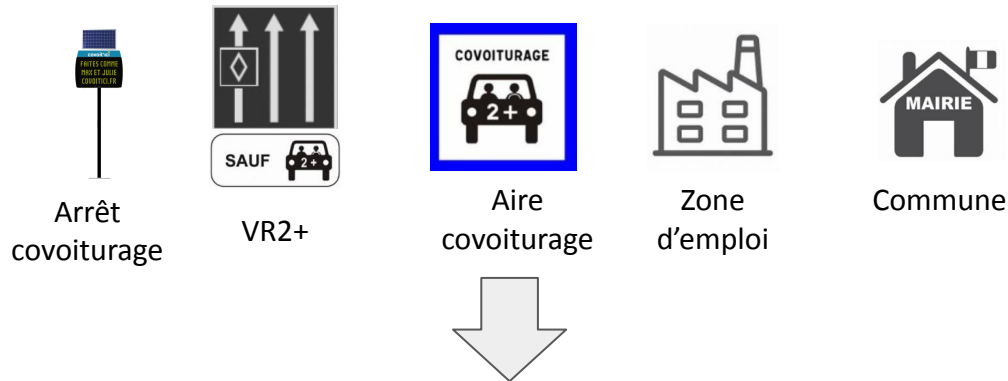 covoitici
FAITES COMME
MAX ET JULIE
COVOITICI.FR
Arrêt
covoiturage
SAUF 2+
VR2+
COVOITURAGE
2+
Aire
covoiturage
Zone
d'emploi
MAIRIE
Commune